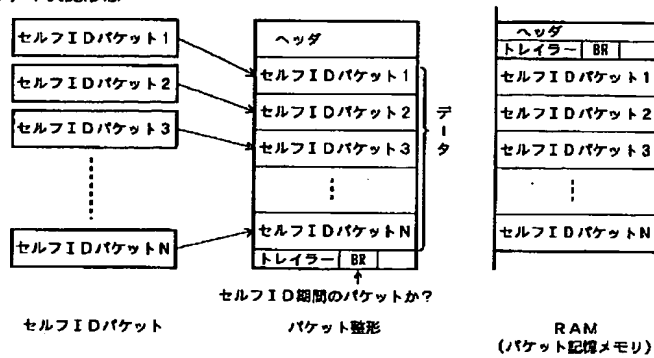 セルフIDパケット1
セルフIDパケット2
セルフIDパケット3
セルフIDパケットN
セルフIDパケット
ヘッダ
セルフIDパケット1
セルフIDパケット2
セルフIDパケット3
セルフIDパケットN
トレイラー BR
データ
セルフID期間のパケットか?
パケット整形
ヘッダ
トレイラー BR
セルフIDパケット1
セルフIDパケット2
セルフIDパケット3
セルフIDパケットN
RAM
(パケット記憶メモリ)